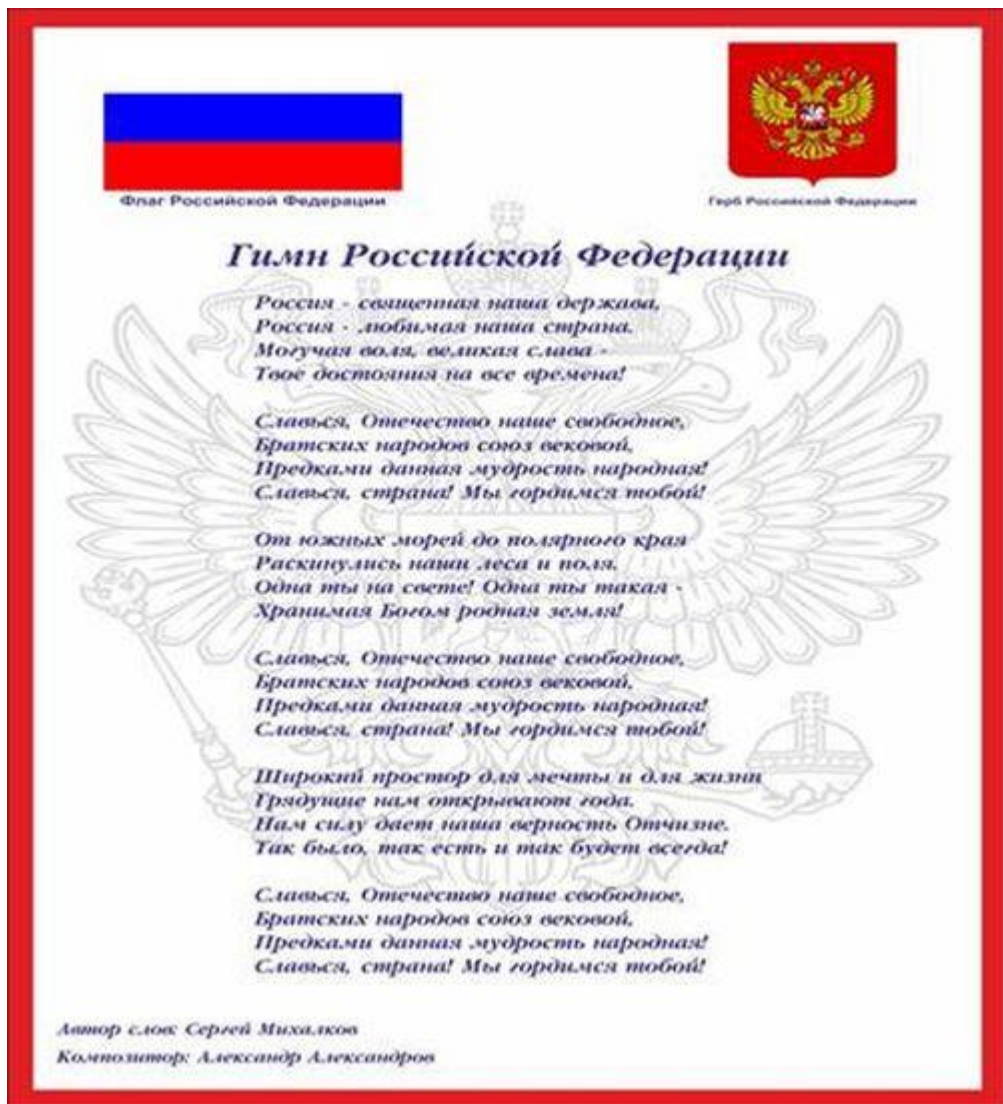 Флаг Российской Федерации
Герб Российской Федерации
Гимн Российской Федерации
Россия - священная наша держава,
Россия - любимая наша страна.
Могучая воля, великая слава -
Твое достояния на все времена!
Славься, Отечество наше свободное,
Братских народов союз вековой,
Предками данная мудрость народная!
Славься, страна! Мы гордимся тобой!
От южных морей до полярного края
Раскинулись наши леса и поля.
Одна ты на свете! Одна ты такая -
Хранимая Богом родная земля!
Славься, Отечество наше свободное,
Братских народов союз вековой,
Предками данная мудрость народная!
Славься, страна! Мы гордимся тобой!
Широкий простор для мечты и для жизни
Грядущие нам открывают года.
Нам силу дает наша верность Отчизне.
Так было, так есть и так будет всегда!
Славься, Отечество наше свободное,
Братских народов союз вековой,
Предками данная мудрость народная!
Славься, страна! Мы гордимся тобой!
Автор слов: Сергей Михалков
Композитор: Александр Александров